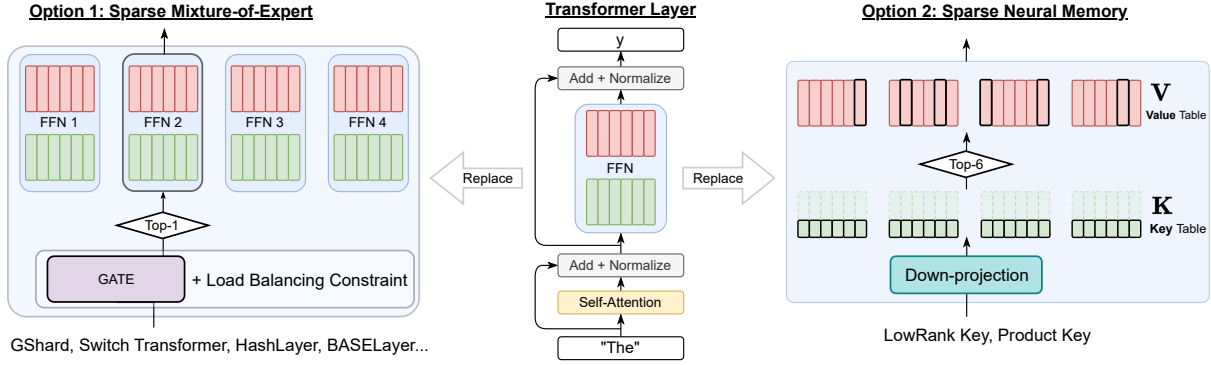 Option 1: Sparse Mixture-of-Expert
FFN 1
FFN 2
FFN 3
FFN 4
Top-1
GATE
+ Load Balancing Constraint
GShard, Switch Transformer, HashLayer, BASELayer...
Replace
Transformer Layer
y
Add + Normalize
FFN
Add + Normalize
Self-Attention
"The"
Replace
Option 2: Sparse Neural Memory
V
Value Table
Top-6
K
Key Table
Down-projection
LowRank Key, Product Key